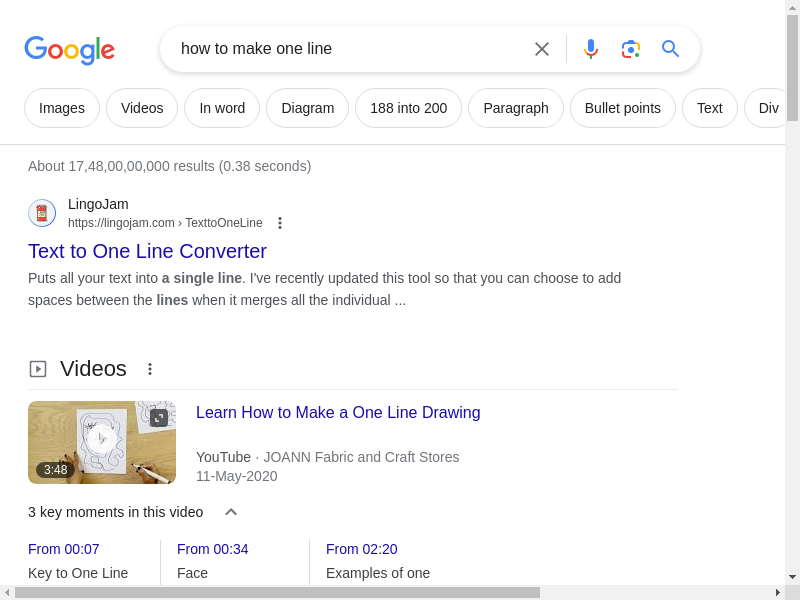 Google
how to make one line
Images
Videos
In word
Diagram
188 into 200
Paragraph
Bullet points
Text
Div
About 17,48,00,00,000 results (0.38 seconds)
LingoJam
https://lingojam.com › TexttoOneLine
Text to One Line Converter
Puts all your text into a single line. I've recently updated this tool so that you can choose to add
spaces between the lines when it merges all the individual ...
Videos
3:48
Learn How to Make a One Line Drawing
YouTube · JOANN Fabric and Craft Stores
11-May-2020
3 key moments in this video
From 00:07
Key to One Line
From 00:34
Face
From 02:20
Examples of one